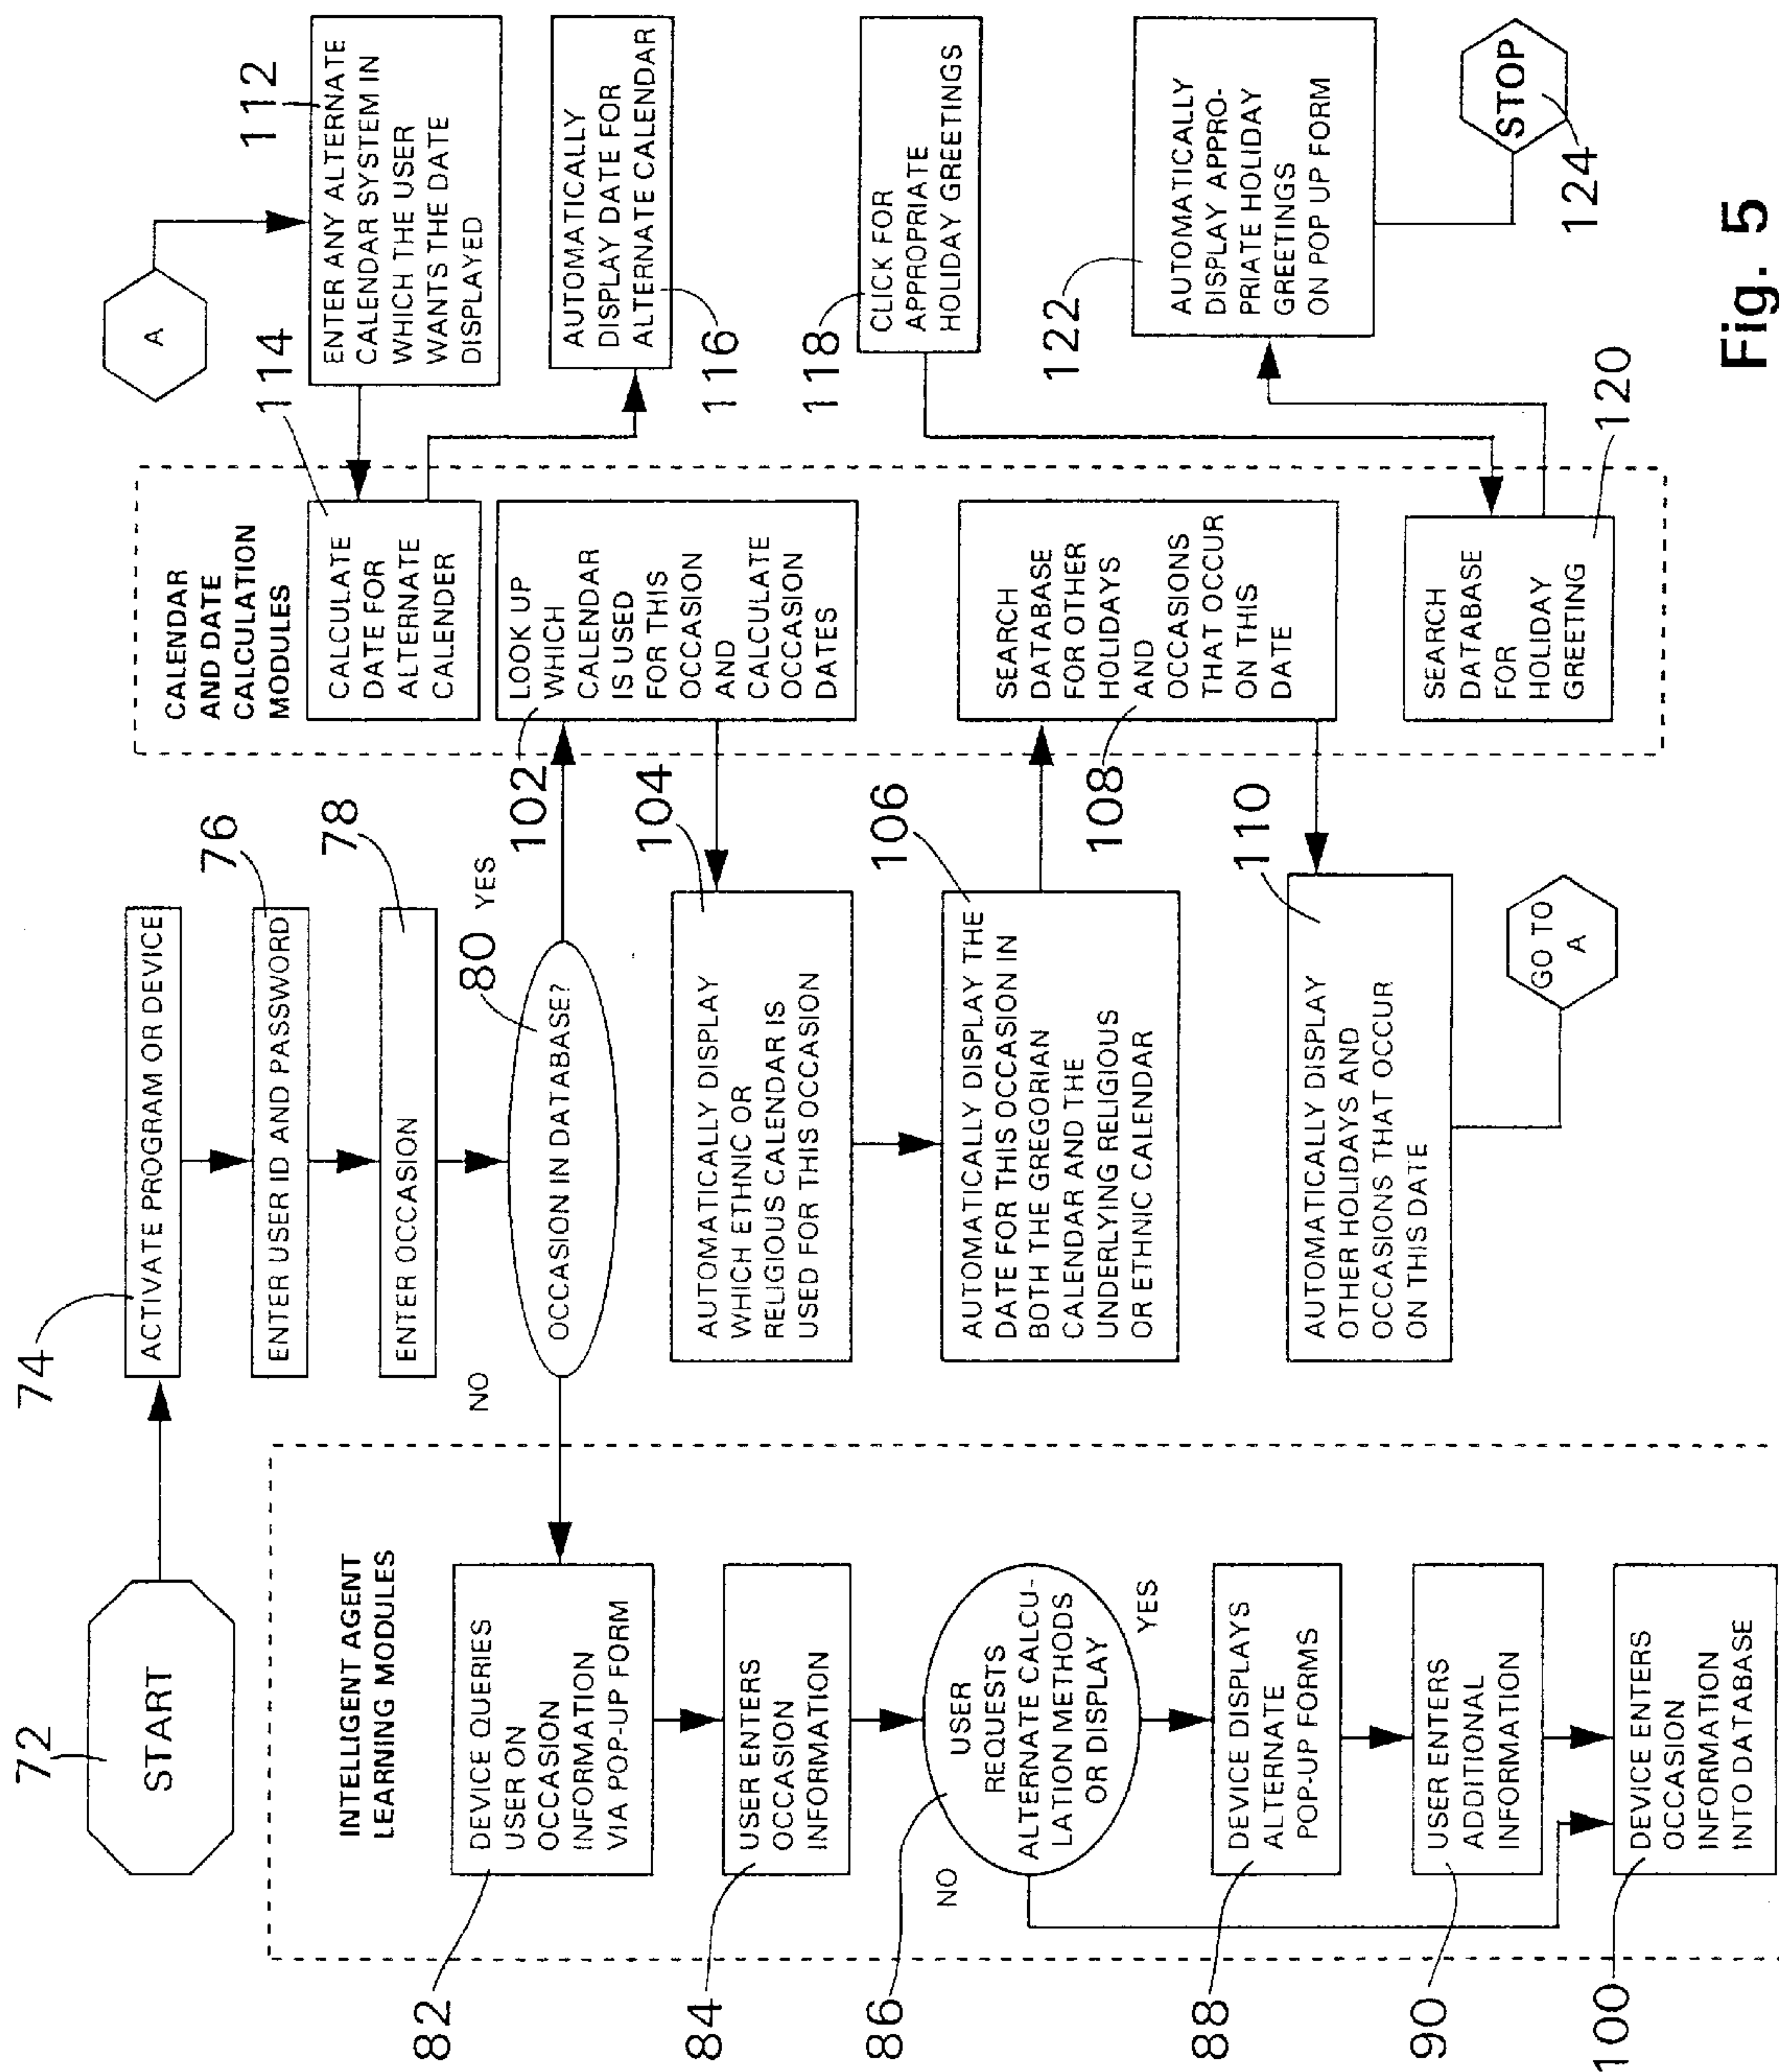 72
START
74
ACTIVATE PROGRAM OR DEVICE
76
ENTER USER ID AND PASSWORD
78
ENTER OCCASION
80
OCCASION IN DATABASE?
NO
YES
INTELLIGENT AGENT
LEARNING MODULES
82
DEVICE QUERIES
USER ON
OCCASION
INFORMATION
VIA POP-UP FORM
84
USER ENTERS
OCCASION
INFORMATION
86
USER
REQUESTS
ALTERNATE CALCU-
LATION METHODS
OR DISPLAY
NO
YES
88
DEVICE DISPLAYS
ALTERNATE
POP-UP FORMS
90
USER ENTERS
ADDITIONAL
INFORMATION
100
DEVICE ENTERS
OCCASION
INFORMATION
INTO DATABASE
CALENDAR
AND DATE
CALCULATION
MODULES
114
CALCULATE
DATE FOR
ALTERNATE
CALENDER
102
LOOK UP
WHICH
CALENDAR
IS USED
FOR THIS
OCCASION
AND
CALCULATE
OCCASION
DATES
104
AUTOMATICALLY DISPLAY
WHICH ETHNIC OR
RELIGIOUS CALENDAR IS
USED FOR THIS OCCASION
106
AUTOMATICALLY DISPLAY THE
DATE FOR THIS OCCASION IN
BOTH THE GREGORIAN
CALENDAR AND THE
UNDERLYING RELIGIOUS
OR ETHNIC CALENDAR
108
SEARCH
DATABASE
FOR OTHER
HOLIDAYS
AND
OCCASIONS
THAT OCCUR
ON THIS
DATE
110
AUTOMATICALLY DISPLAY
OTHER HOLIDAYS AND
OCCASIONS THAT OCCUR
ON THIS DATE
GO TO
A
A
112
ENTER ANY ALTERNATE
CALENDAR SYSTEM IN
WHICH THE USER
WANTS THE DATE
DISPLAYED
116
AUTOMATICALLY
DISPLAY DATE FOR
ALTERNATE CALENDAR
118
CLICK FOR
APPROPRIATE
HOLIDAY GREETINGS
120
SEARCH
DATABASE
FOR
HOLIDAY
GREETING
122
AUTOMATICALLY
DISPLAY APPRO-
PRIATE HOLIDAY
GREETINGS
ON POP UP FORM
STOP
124
Fig. 5